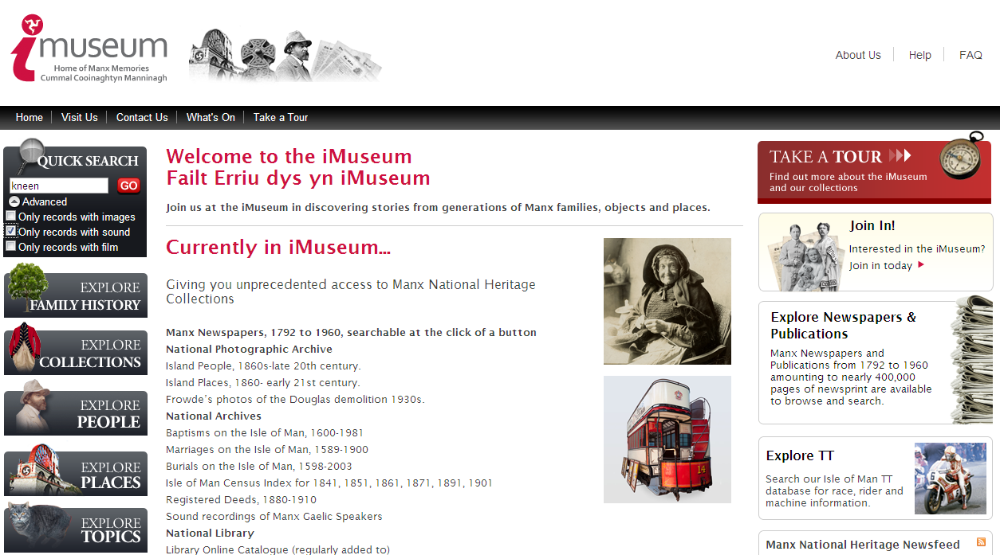 imuseum
Home of Manx Memories
Cummal Cooinaghtyn Manninagh
About Us
Help
FAQ
Home
Visit Us
Contact Us
What's On
Take a Tour
QUICK SEARCH
kneen
GO
Advanced
Only records with images
Only records with sound
Only records with film
EXPLORE
FAMILY HISTORY
EXPLORE
COLLECTIONS
EXPLORE
PEOPLE
EXPLORE
PLACES
EXPLORE
TOPICS
Welcome to the iMuseum
Failt Erriu dys yn iMuseum
Join us at the iMuseum in discovering stories from generations of Manx families, objects and places.
Currently in iMuseum...
Giving you unprecedented access to Manx National Heritage
Collections
Manx Newspapers, 1792 to 1960, searchable at the click of a button
National Photographic Archive
Island People, 1860s-late 20th century.
Island Places, 1860- early 21st century.
Frowde's photos of the Douglas demolition 1930s.
National Archives
Baptisms on the Isle of Man, 1600-1981
Marriages on the Isle of Man, 1589-1900
Burials on the Isle of Man, 1598-2003
Isle of Man Census Index for 1841, 1851, 1861, 1871, 1891, 1901
Registered Deeds, 1880-1910
Sound recordings of Manx Gaelic Speakers
National Library
Library Online Catalogue (regularly added to)
14
TAKE A TOUR
Find out more about the iMuseum
and our collections
Join In!
Interested in the iMuseum?
Join in today
Explore Newspapers &
Publications
Manx Newspapers and
Publications from 1792 to 1960
amounting to nearly 400,000
pages of newsprint are available
to browse and search.
Explore TT
Search our Isle of Man TT
database for race, rider and
machine information.
Manx National Heritage Newsfeed